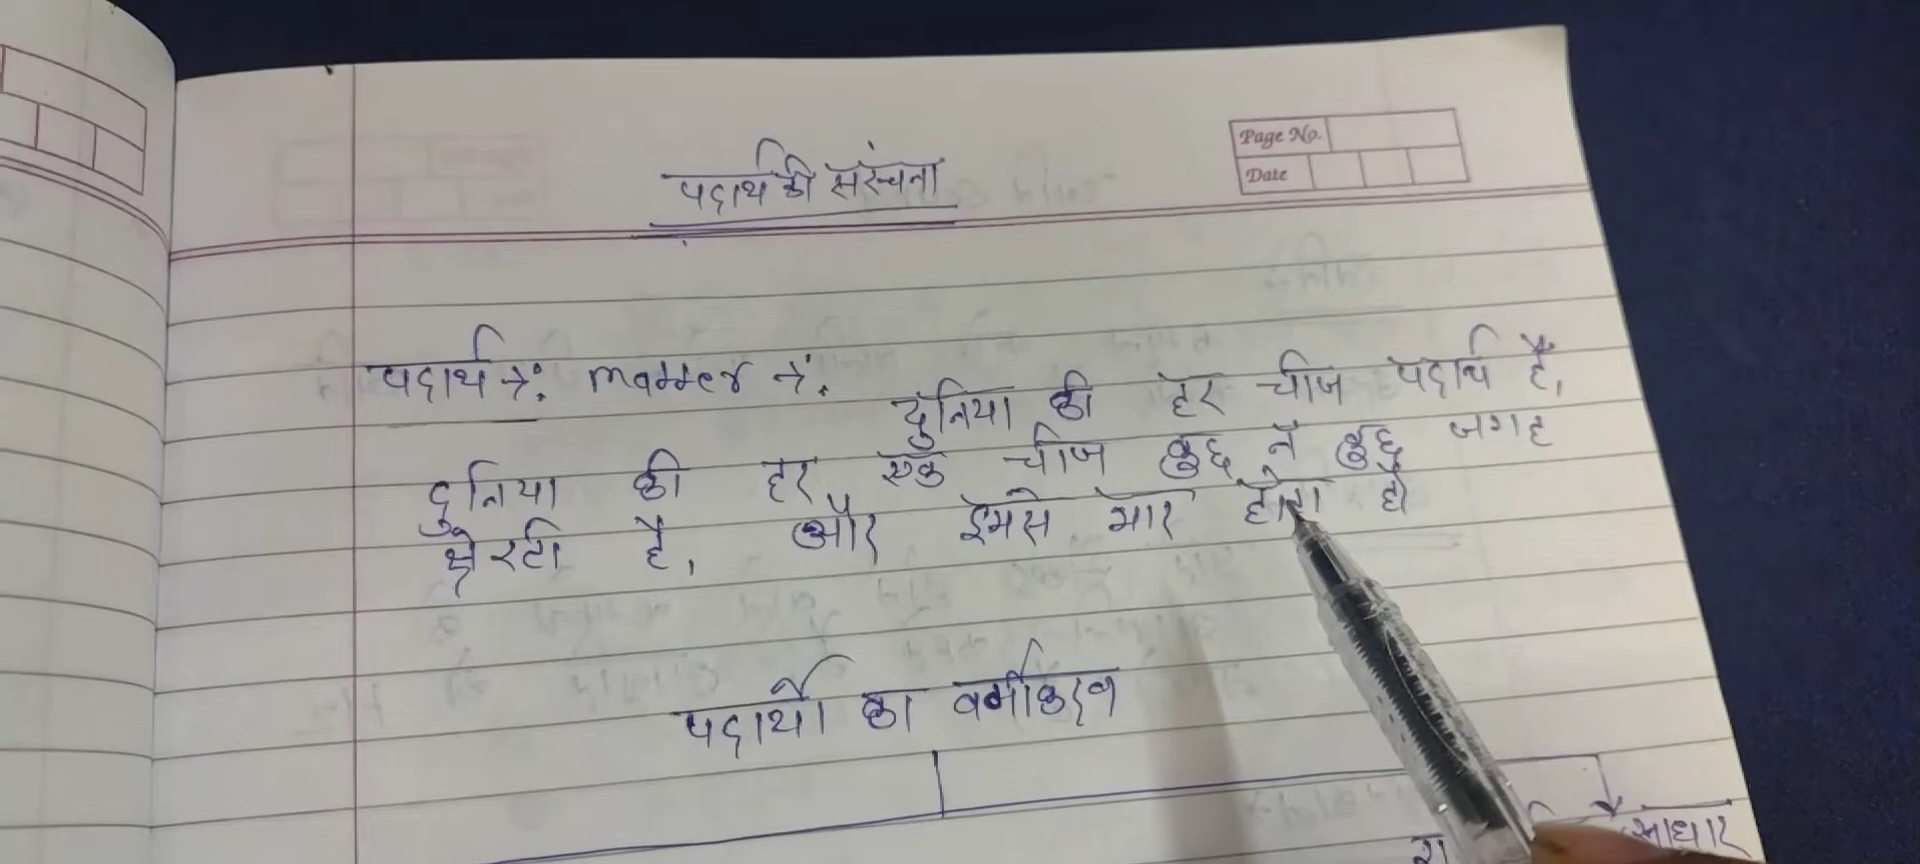 पदार्थ की संरचना
Page No.
Date
पदार्थ →: matter →:
दुनिया की हर चीज पदार्थ है,
दुनिया की हर एक चीज कुछ न कुछ जगह
घेरती है, और इसमें भार होता है
पदार्थों का वर्गीकरण
आधार